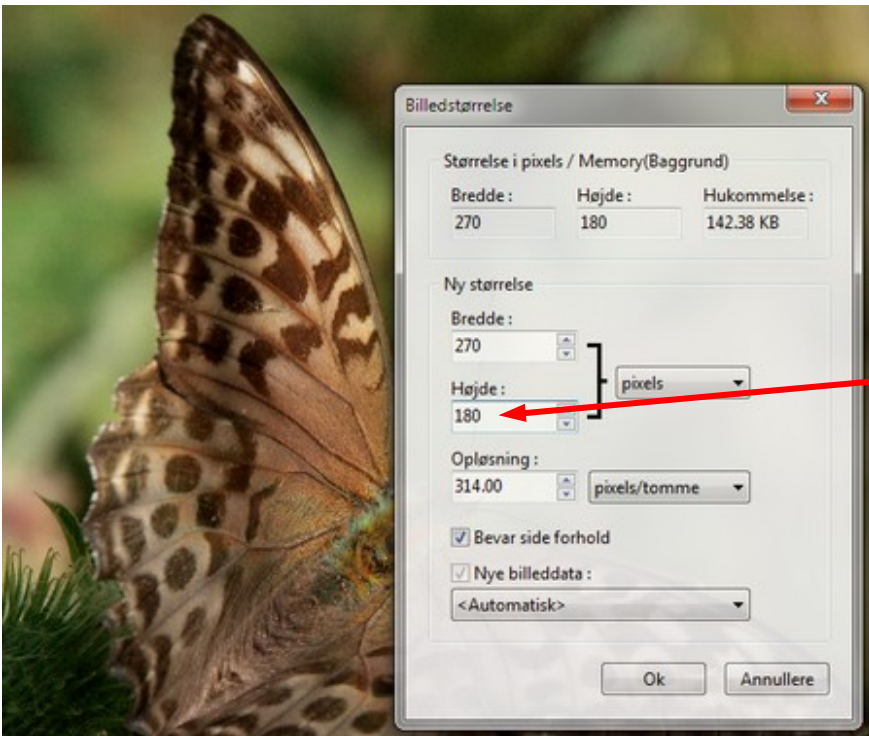 Billedstørrelse
Størrelse i pixels / Memory(Baggrund)
Bredde : Højde : Hukommelse :
270 180 142.38 KB
Ny størrelse
Bredde :
270
pixels
Højde :
180
Opløsning :
314.00 pixels/tomme
Bevar side forhold
Nye billeddata :
<Automatisk>
Ok Annullere